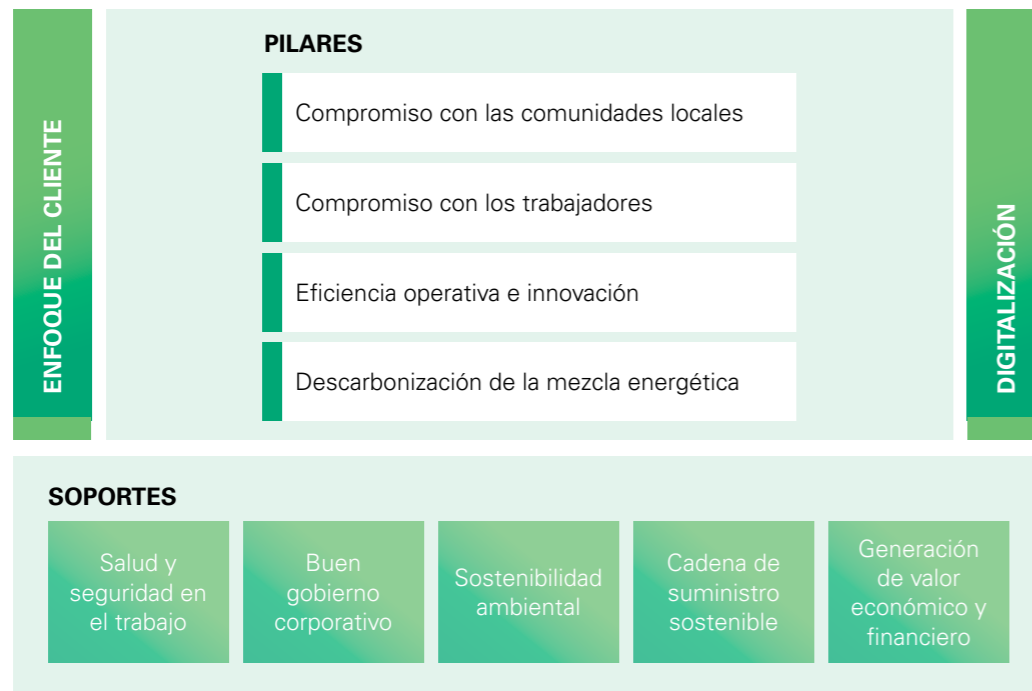 ENFOQUE DEL CLIENTE
PILARES
Compromiso con las comunidades locales
Compromiso con los trabajadores
Eficiencia operativa e innovación
Descarbonización de la mezcla energética
DIGITALIZACIÓN
SOPORTES
Salud y
seguridad en
el trabajo
Buen
gobierno
corporativo
Sostenibilidad
ambiental
Cadena de
suministro
sostenible
Generación
de valor
económico y
financiero